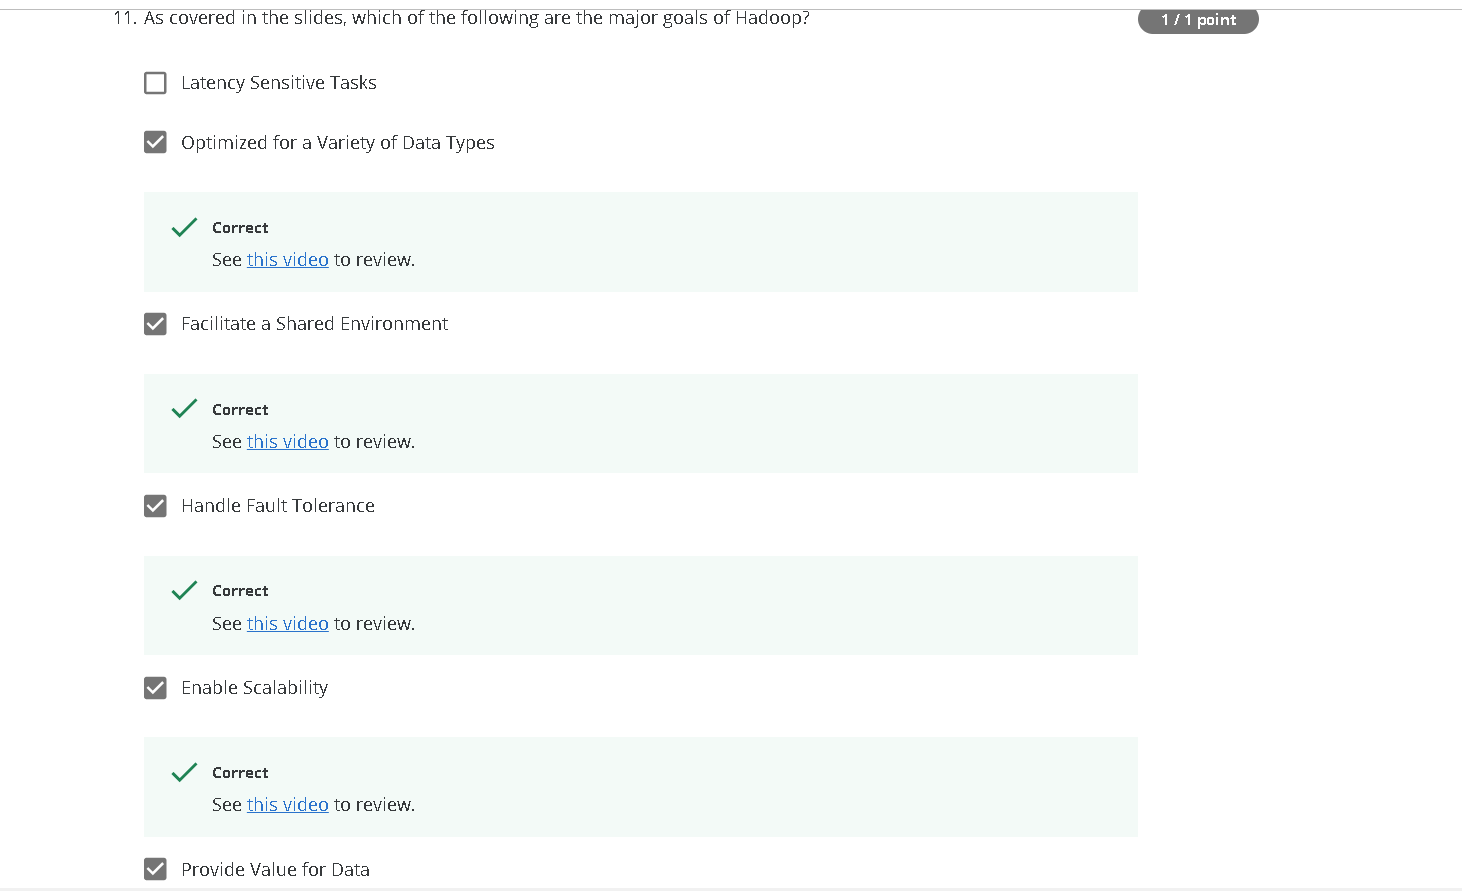 11. As covered in the slides, which of the following are the major goals of Hadoop?
1 / 1 point
Latency Sensitive Tasks
Optimized for a Variety of Data Types
Correct
See this video to review.
Facilitate a Shared Environment
Correct
See this video to review.
Handle Fault Tolerance
Correct
See this video to review.
Enable Scalability
Correct
See this video to review.
Provide Value for Data